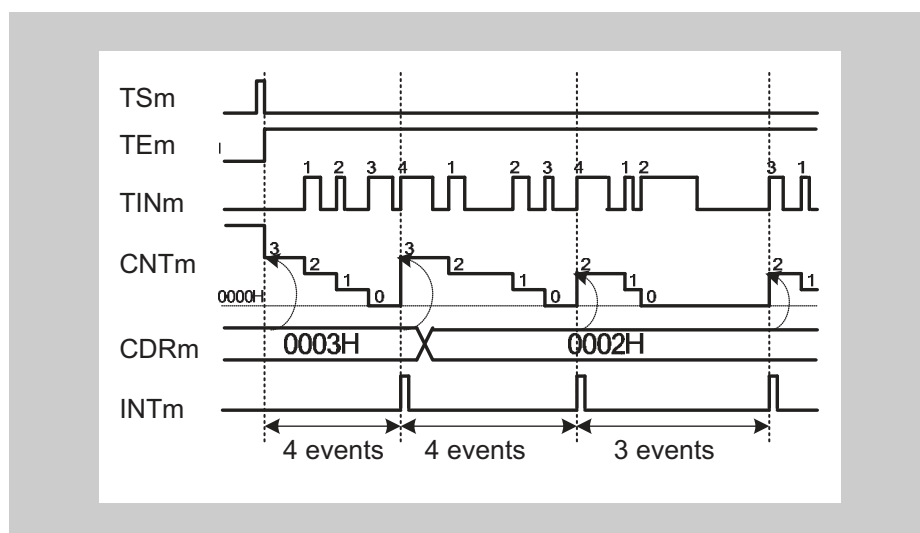 TSm
TEm
1 2 3 4 1 2 3 4 1 2 3 1
TINm
3 2 1 0 3 2 1 0 2 1 0 2 1
CNTm
0000H
CDRm 0003H 0002H
INTm
4 events 4 events 3 events